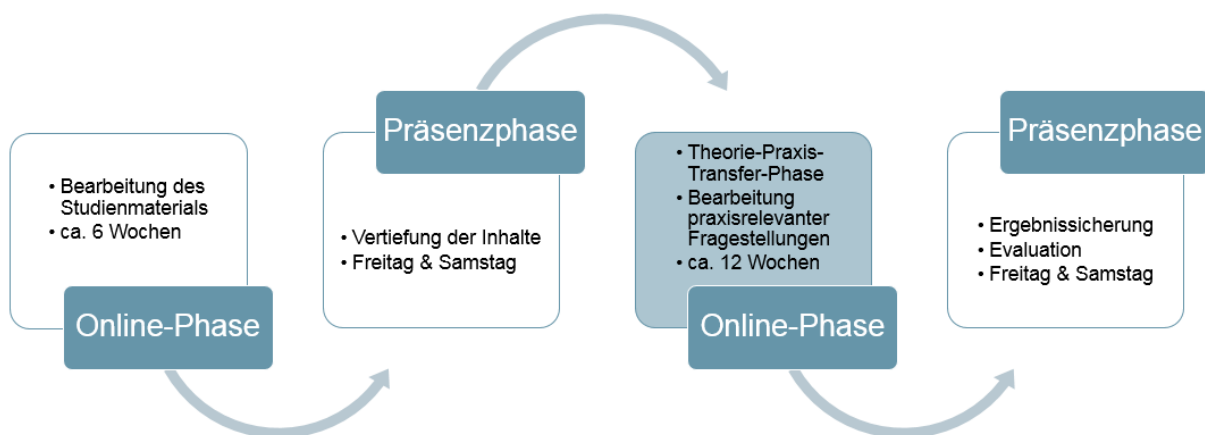 • Bearbeitung des
Studienmaterials
• ca. 6 Wochen
Online-Phase
Präsenzphase
• Vertiefung der Inhalte
• Freitag & Samstag
• Theorie-Praxis-
Transfer-Phase
• Bearbeitung
praxisrelevanter
Fragestellungen
• ca. 12 Wochen
Online-Phase
Präsenzphase
• Ergebnissicherung
• Evaluation
• Freitag & Samstag